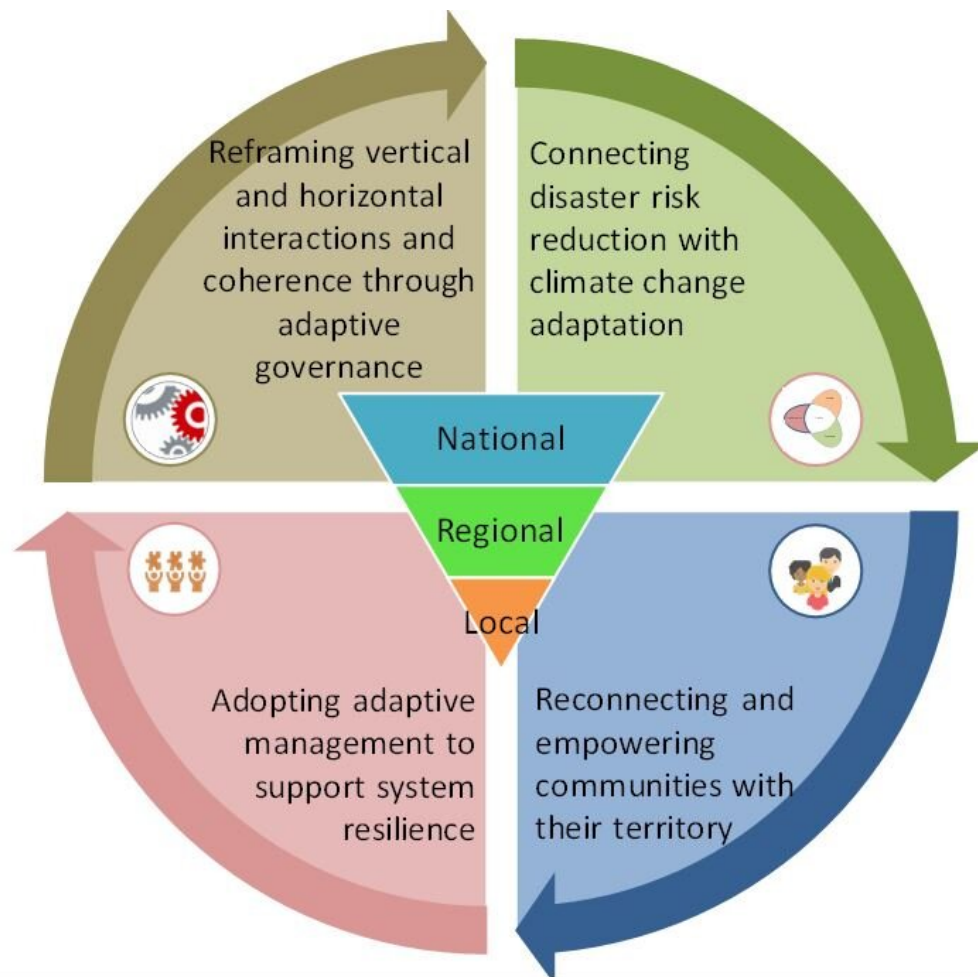 Reframing vertical
and horizontal
interactions and
coherence through
adaptive
governance
Connecting
disaster risk
reduction with
climate change
adaptation
National
Regional
Local
Adopting adaptive
management to
support system
resilience
Reconnecting and
empowering
communities with
their territory